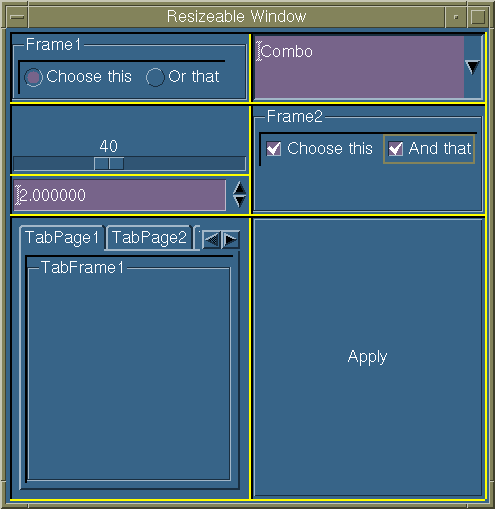 Resizeable Window
Frame1
Choose this Or that
Combo
40
2.000000
Frame2
Choose this And that
TabPage1 TabPage2
TabFrame1
Apply